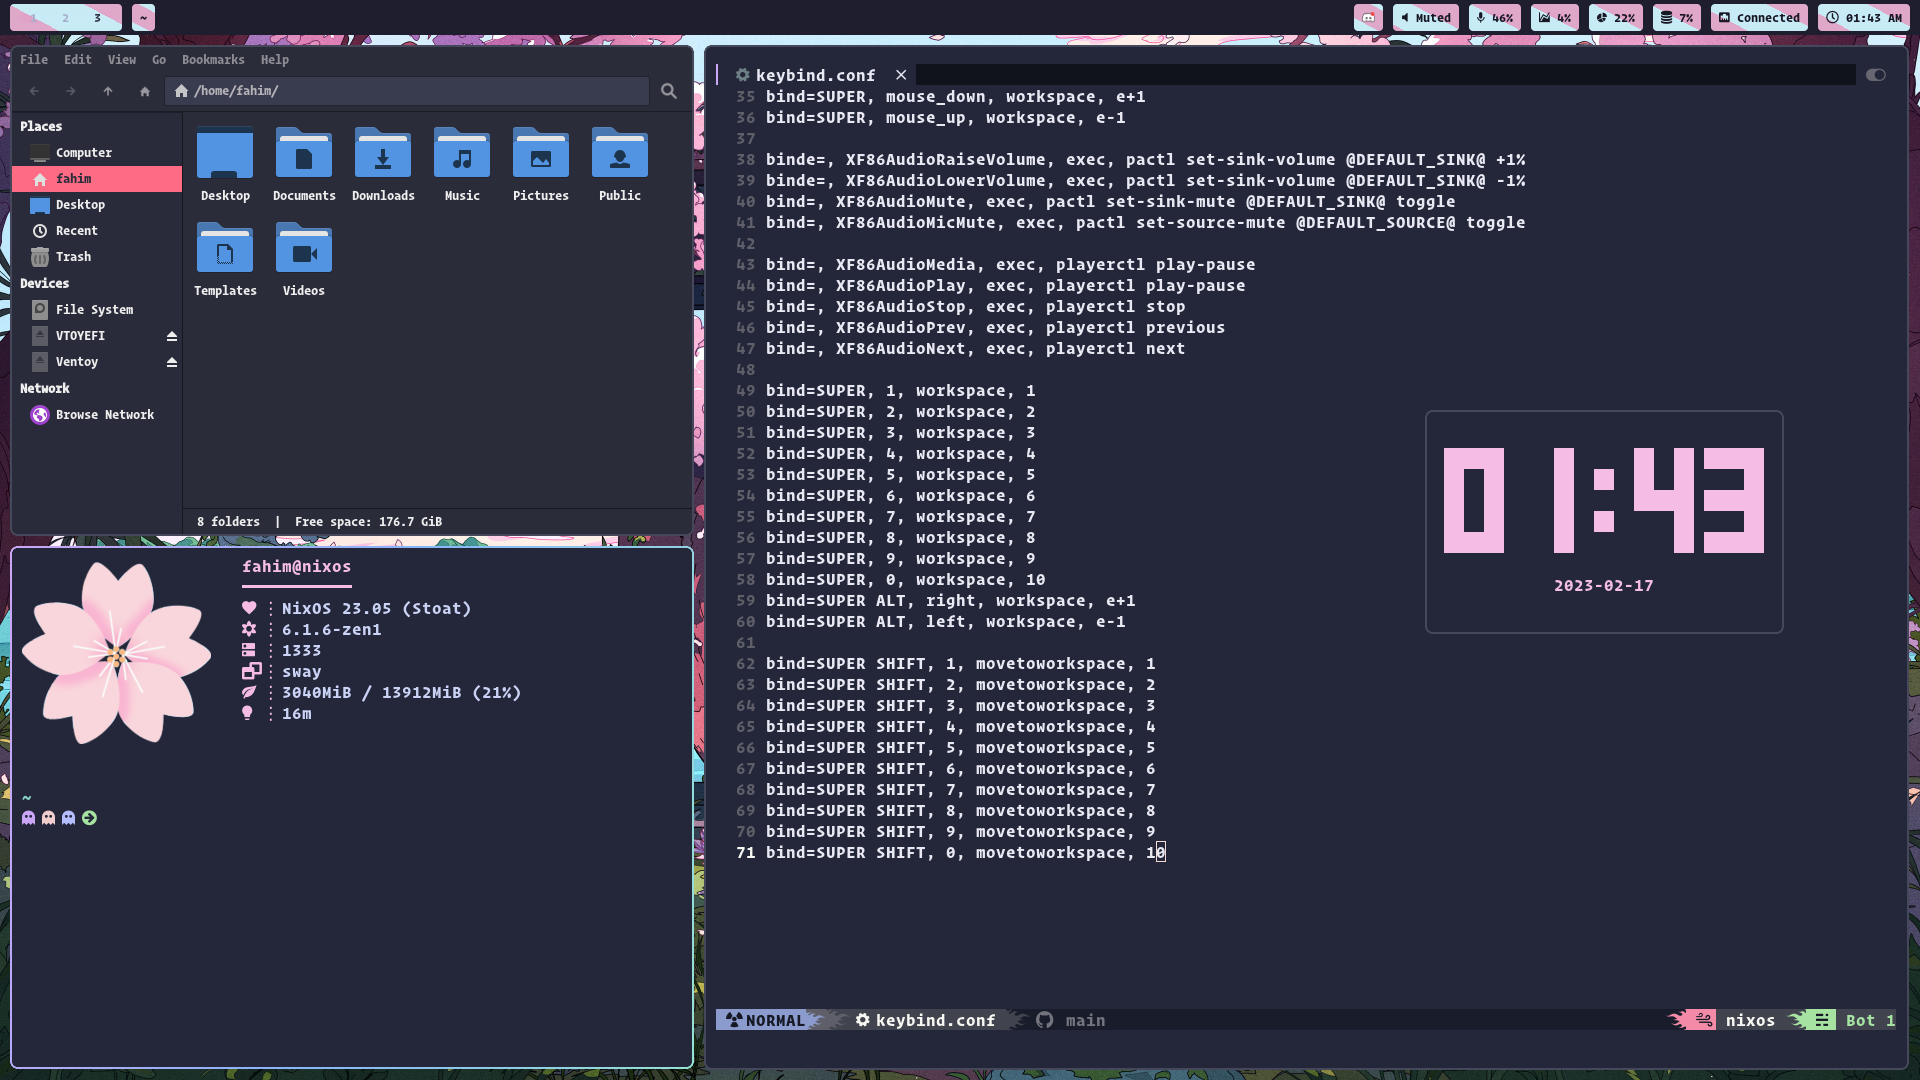 1 2 3 ~ Muted 46% 4% 22% 7% Connected 01:43 AM
File Edit View Go Bookmarks Help
/home/fahim/
Places
Computer
fahim
Desktop
Recent
Trash
Devices
File System
VTOYEFI
Ventoy
Network
Browse Network
Desktop Documents Downloads Music Pictures Public
Templates Videos
8 folders | Free space: 176.7 GiB
fahim@nixos
NixOS 23.05 (Stoat)
6.1.6-zen1
1333
sway
3040MiB / 13912MiB (21%)
16m
~
keybind.conf ×
35 bind=SUPER, mouse_down, workspace, e+1
36 bind=SUPER, mouse_up, workspace, e-1
37
38 binde=, XF86AudioRaiseVolume, exec, pactl set-sink-volume @DEFAULT_SINK@ +1%
39 binde=, XF86AudioLowerVolume, exec, pactl set-sink-volume @DEFAULT_SINK@ -1%
40 bind=, XF86AudioMute, exec, pactl set-sink-mute @DEFAULT_SINK@ toggle
41 bind=, XF86AudioMicMute, exec, pactl set-source-mute @DEFAULT_SOURCE@ toggle
42
43 bind=, XF86AudioMedia, exec, playerctl play-pause
44 bind=, XF86AudioPlay, exec, playerctl play-pause
45 bind=, XF86AudioStop, exec, playerctl stop
46 bind=, XF86AudioPrev, exec, playerctl previous
47 bind=, XF86AudioNext, exec, playerctl next
48
49 bind=SUPER, 1, workspace, 1
50 bind=SUPER, 2, workspace, 2
51 bind=SUPER, 3, workspace, 3
52 bind=SUPER, 4, workspace, 4
53 bind=SUPER, 5, workspace, 5
54 bind=SUPER, 6, workspace, 6
55 bind=SUPER, 7, workspace, 7
56 bind=SUPER, 8, workspace, 8
57 bind=SUPER, 9, workspace, 9
58 bind=SUPER, 0, workspace, 10
59 bind=SUPER ALT, right, workspace, e+1
60 bind=SUPER ALT, left, workspace, e-1
61
62 bind=SUPER SHIFT, 1, movetoworkspace, 1
63 bind=SUPER SHIFT, 2, movetoworkspace, 2
64 bind=SUPER SHIFT, 3, movetoworkspace, 3
65 bind=SUPER SHIFT, 4, movetoworkspace, 4
66 bind=SUPER SHIFT, 5, movetoworkspace, 5
67 bind=SUPER SHIFT, 6, movetoworkspace, 6
68 bind=SUPER SHIFT, 7, movetoworkspace, 7
69 bind=SUPER SHIFT, 8, movetoworkspace, 8
70 bind=SUPER SHIFT, 9, movetoworkspace, 9
71 bind=SUPER SHIFT, 0, movetoworkspace, 10
01:43
2023-02-17
NORMAL keybind.conf main nixos Bot 1